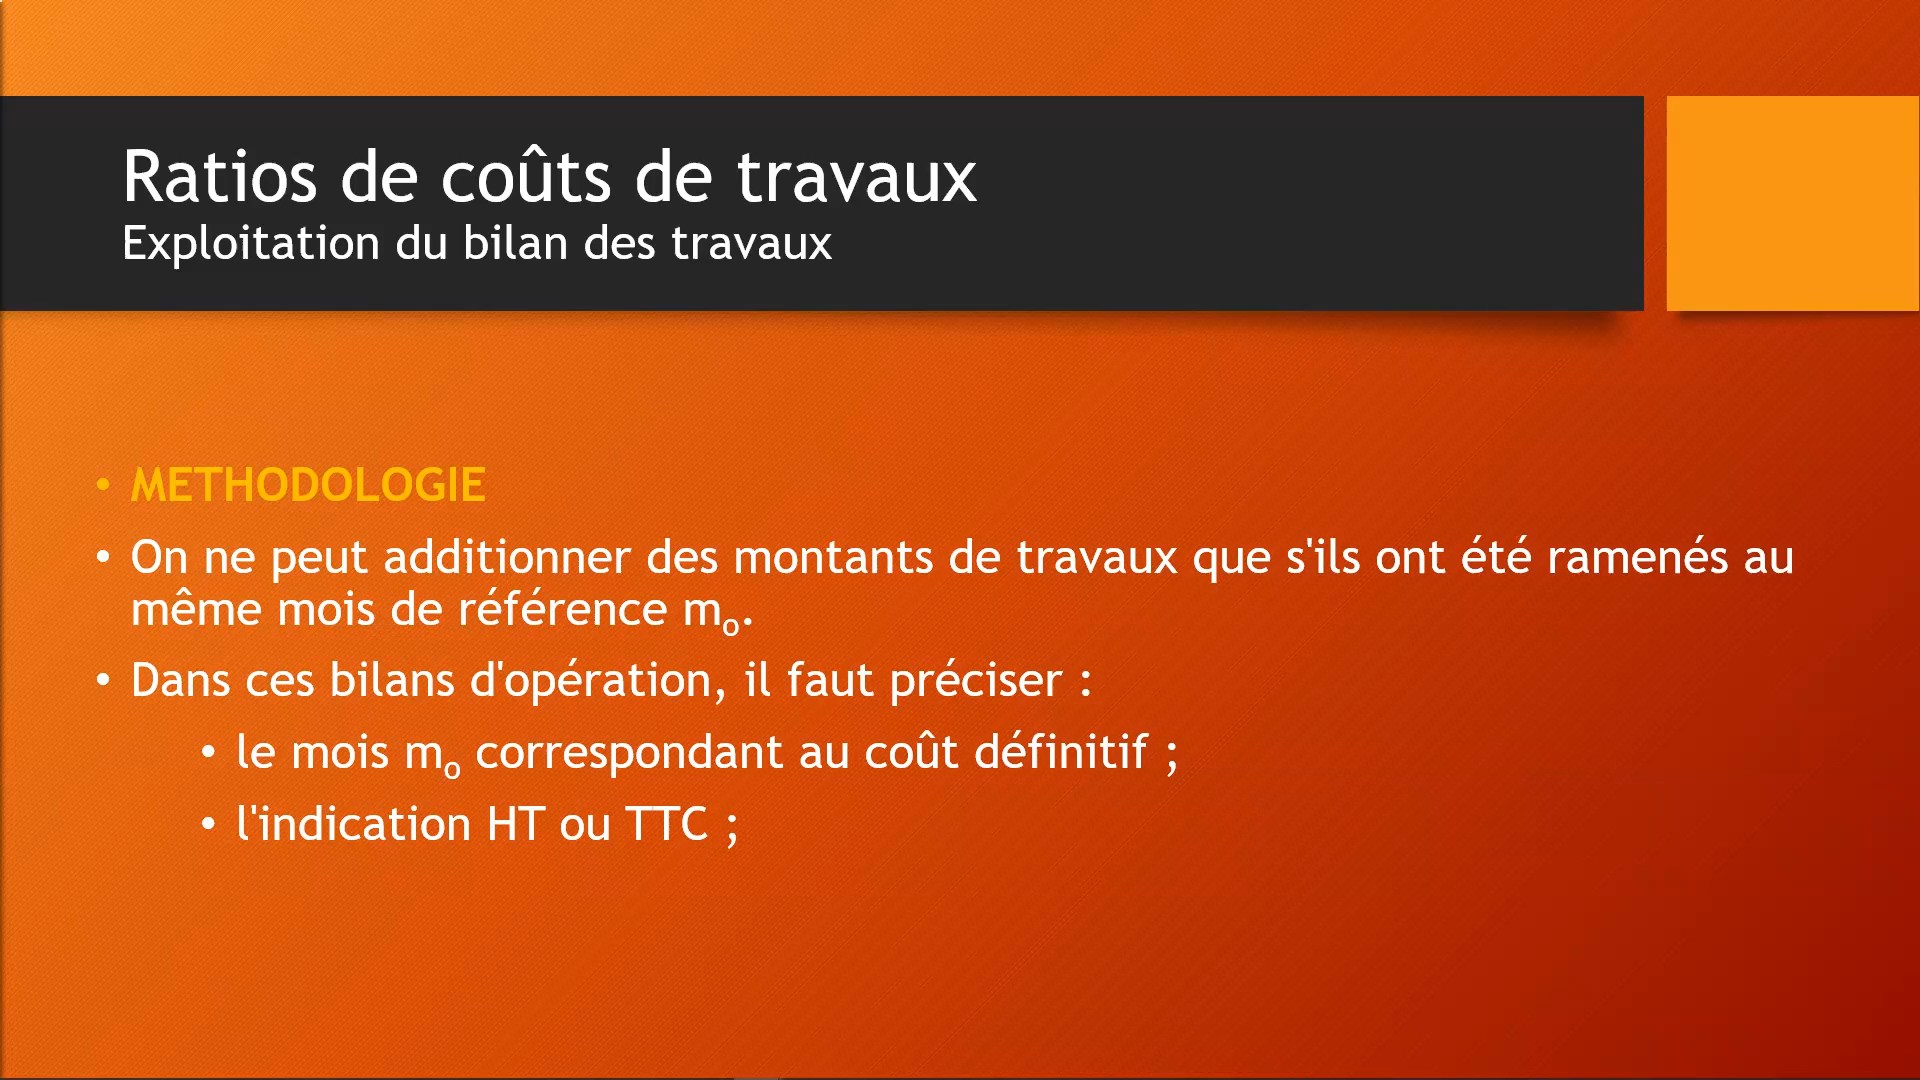 Ratios de coûts de travaux
Exploitation du bilan des travaux
• METHODOLOGIE
• On ne peut additionner des montants de travaux que s'ils ont été ramenés au
même mois de référence mo.
• Dans ces bilans d'opération, il faut préciser :
• le mois mo correspondant au coût définitif ;
• l'indication HT ou TTC ;